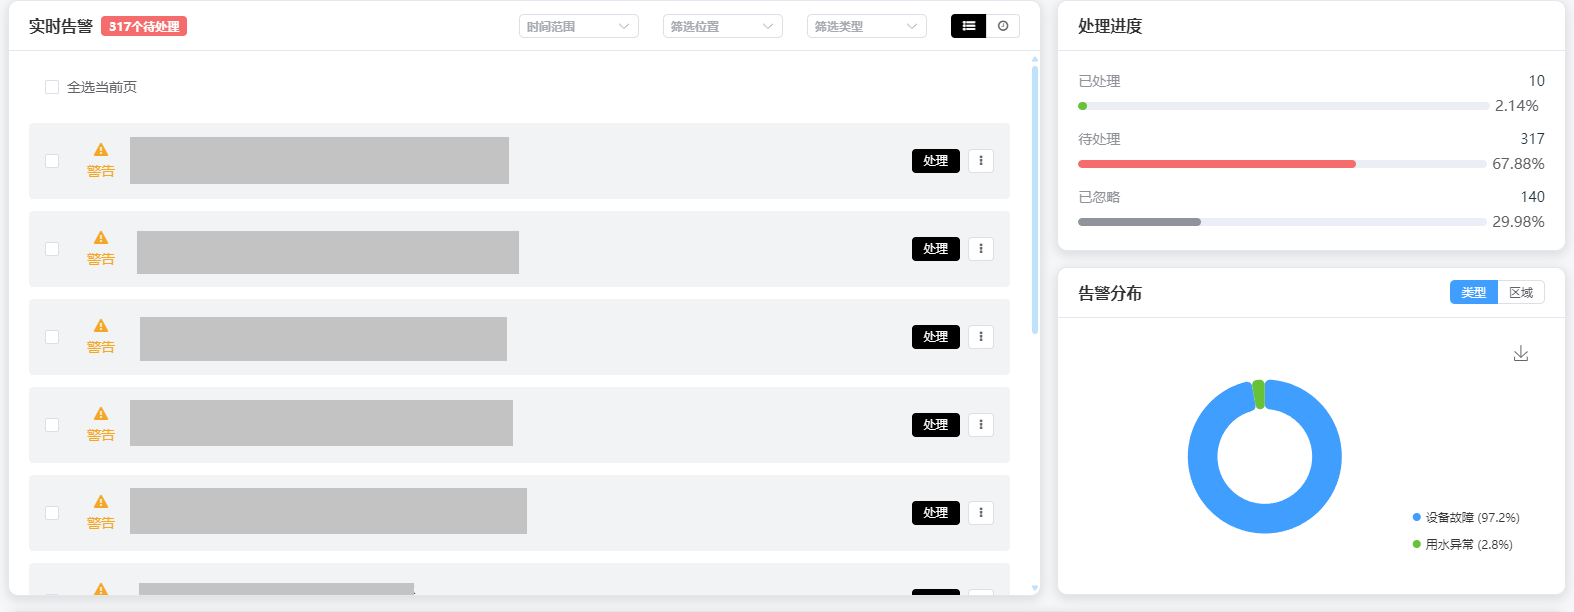 实时告警 317个待处理 时间范围 筛选位置 筛选类型
全选当前页
警告 处理
警告 处理
警告 处理
警告 处理
警告 处理
处理进度
已处理 10
2.14%
待处理 317
67.88%
已忽略 140
29.98%
告警分布 类型 区域
设备故障 (97.2%)
用水异常 (2.8%)